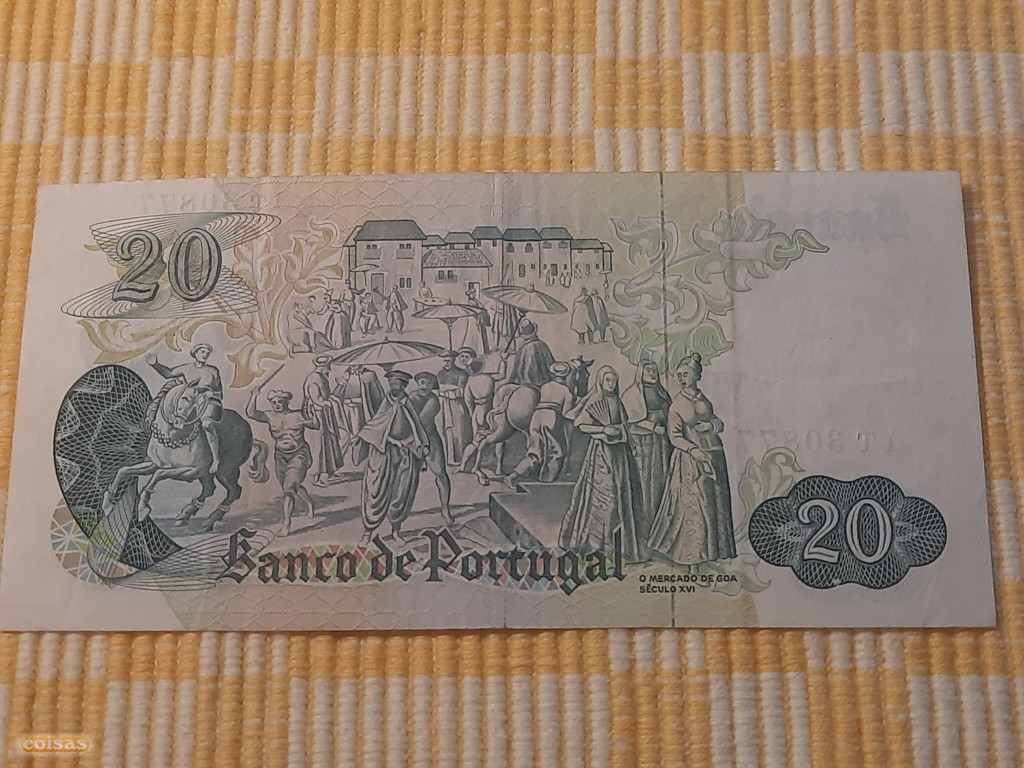 20
Banco de Portugal
O MERCADO DE GOA
SÉCULO XVI
20
coisas